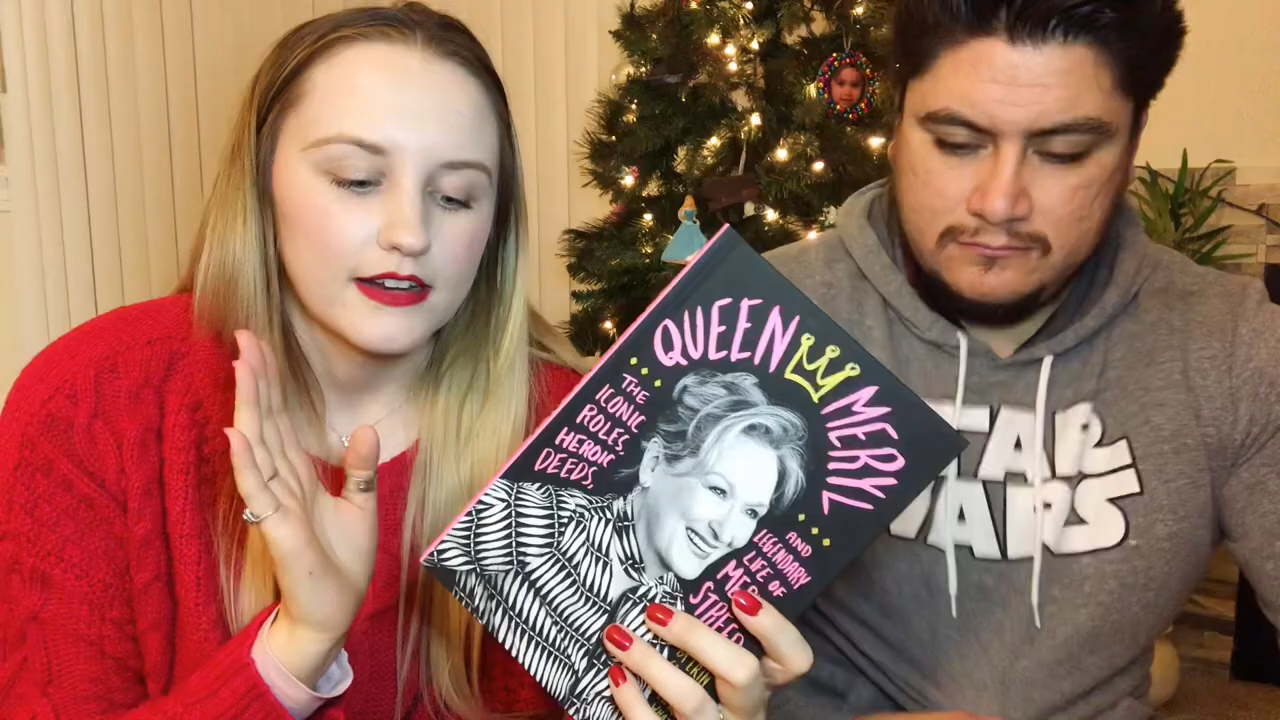 QUEEN
MERYL
THE
ICONIC
ROLES,
HEROIC
DEEDS,
AND
LEGENDARY
LIFE OF
STAR
WARS